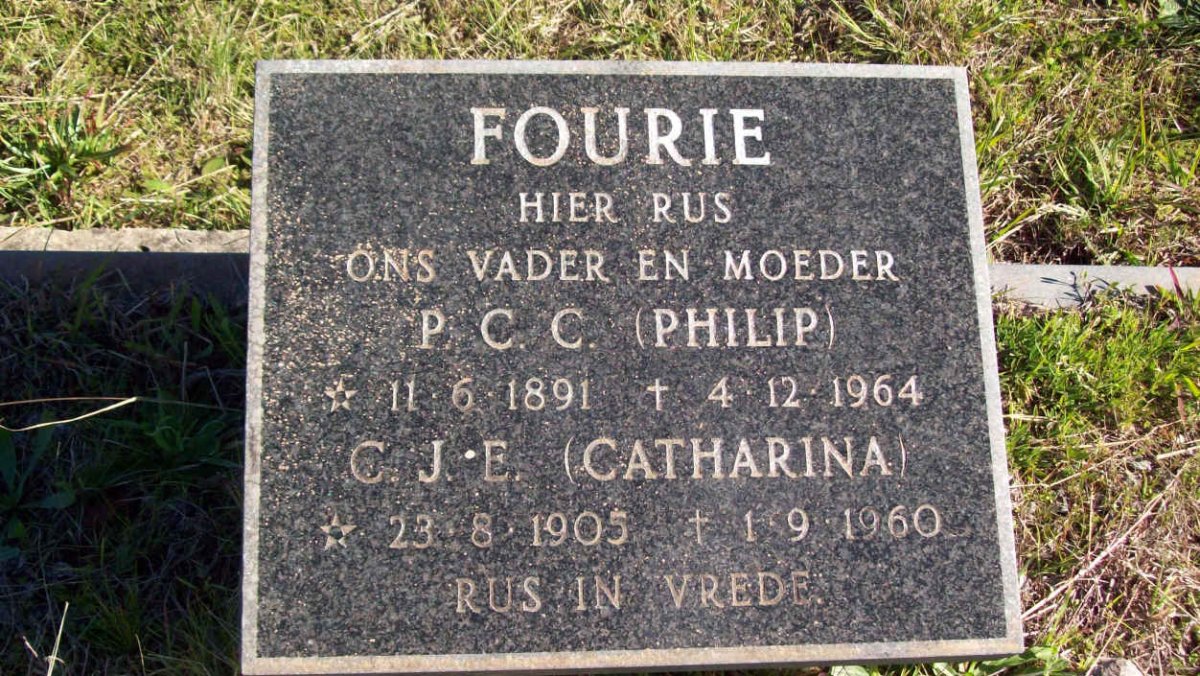 FOURIE
HIER RUS
ONS VADER EN MOEDER
P. C. C. (PHILIP)
☆ 11·6·1891 † 4·12·1964
C. J. E. (CATHARINA)
☆ 23·8·1905 † 1·9·1960
RUS IN VREDE.